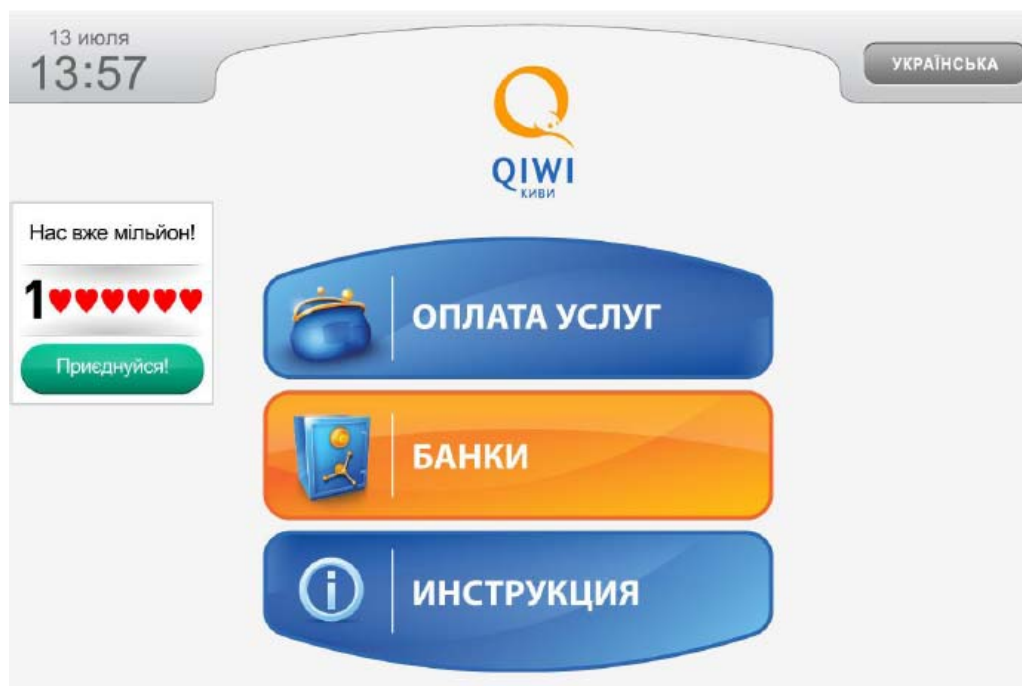 13 июля
13:57
УКРАЇНСЬКА
QIWI
КИВИ
Нас вже мільйон!
1
Приєднуйся!
ОПЛАТА УСЛУГ
БАНКИ
ИНСТРУКЦИЯ